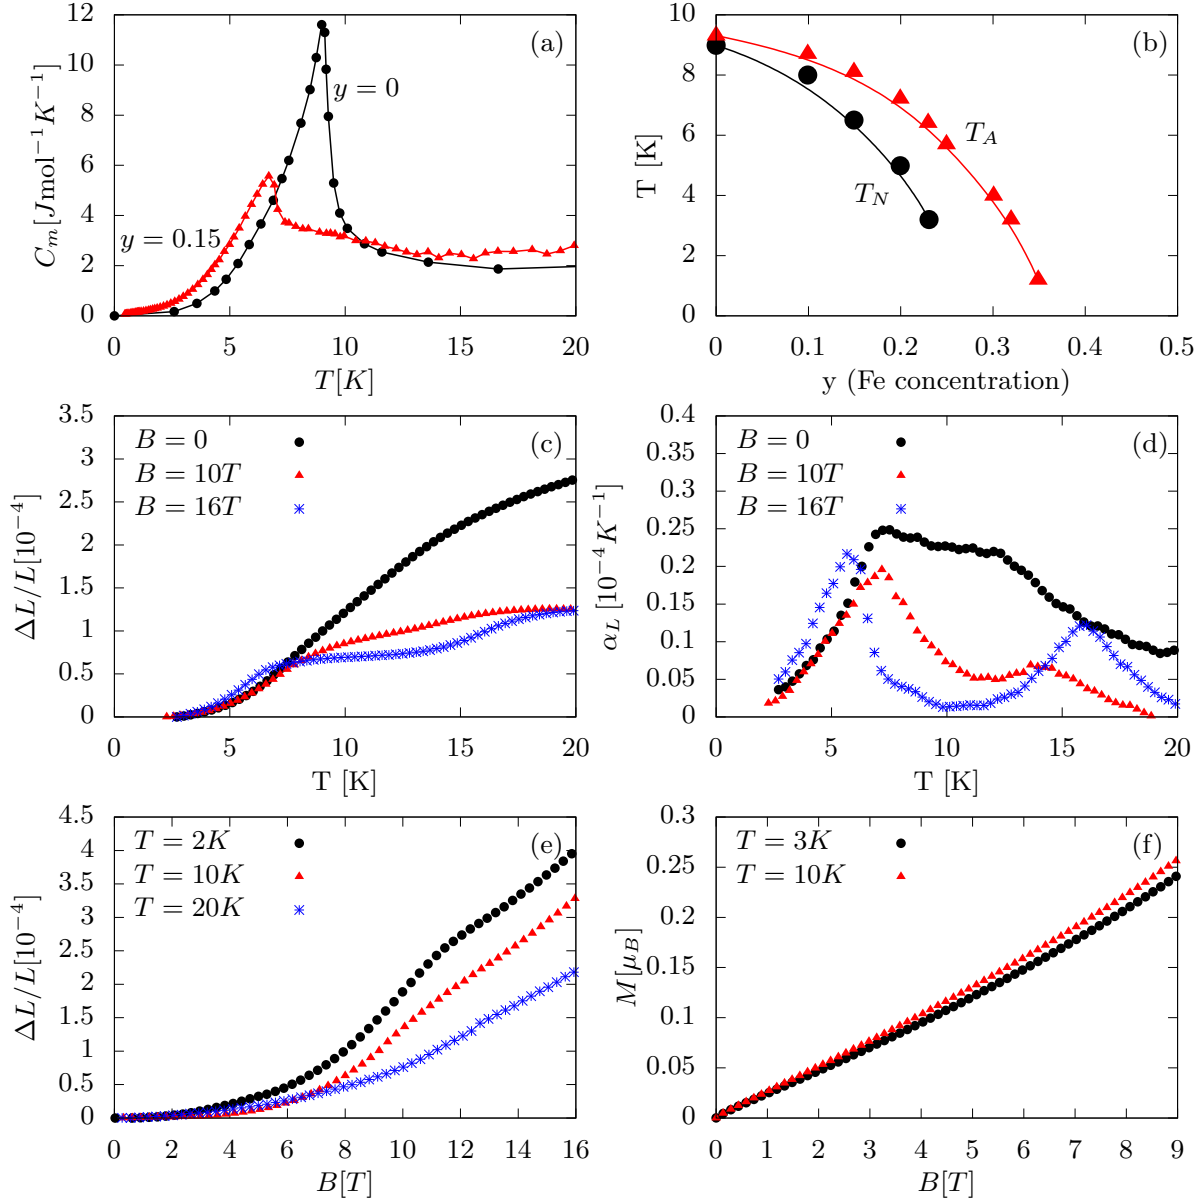 12
10
8
6
4
2
0
C_m[Jmol⁻¹K⁻¹]
(a)
y = 0
y = 0.15
0 5 10 15 20
T[K]
10
8
6
4
2
0
T [K]
(b)
T_A
T_N
0 0.1 0.2 0.3 0.4 0.5
y (Fe concentration)
3.5
3
2.5
2
1.5
1
0.5
0
ΔL/L[10⁻⁴]
B = 0
B = 10T
B = 16T
(c)
0 5 10 15 20
T [K]
0.4
0.35
0.3
0.25
0.2
0.15
0.1
0.05
0
α_L[10⁻⁴K⁻¹]
B = 0
B = 10T
B = 16T
(d)
0 5 10 15 20
T [K]
4.5
4
3.5
3
2.5
2
1.5
1
0.5
0
ΔL/L[10⁻⁴]
T = 2K
T = 10K
T = 20K
(e)
0 2 4 6 8 10 12 14 16
B[T]
0.3
0.25
0.2
0.15
0.1
0.05
0
M[μ_B]
T = 3K
T = 10K
(f)
0 1 2 3 4 5 6 7 8 9
B[T]